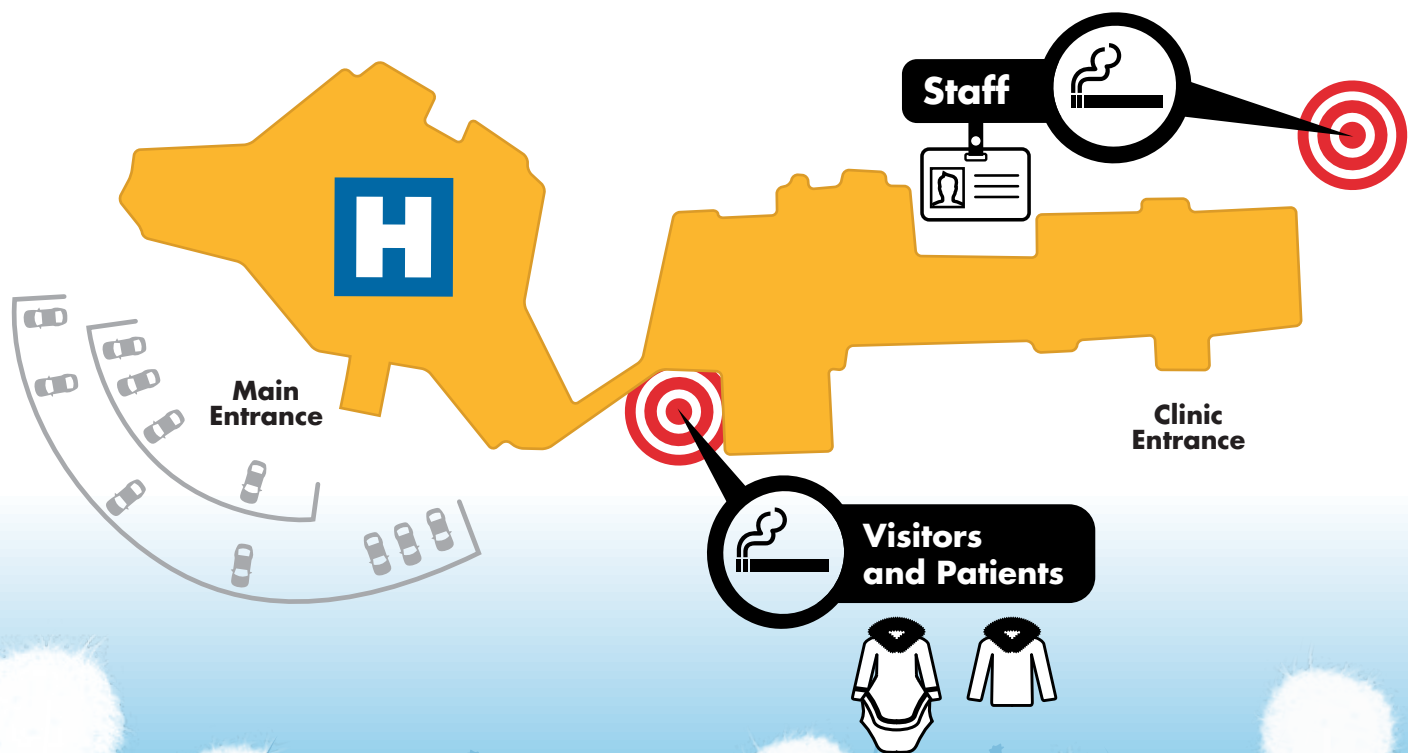 Staff
H
Main
Entrance
Clinic
Entrance
Visitors
and Patients